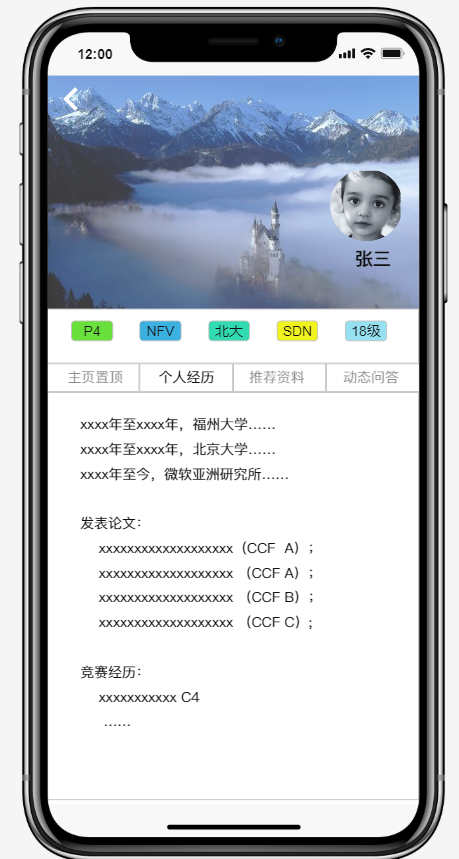 12:00
张三
P4 NFV 北大 SDN 18级
主页置顶 个人经历 推荐资料 动态问答
xxxx年至xxxx年，福州大学……
xxxx年至xxxx年，北京大学……
xxxx年至今，微软亚洲研究所……
发表论文：
xxxxxxxxxxxxxxxxxxx（CCF  A）；
xxxxxxxxxxxxxxxxxxx （CCF A）；
xxxxxxxxxxxxxxxxxxx （CCF B）；
xxxxxxxxxxxxxxxxxxx （CCF C）；
竞赛经历：
xxxxxxxxxxx C4
……